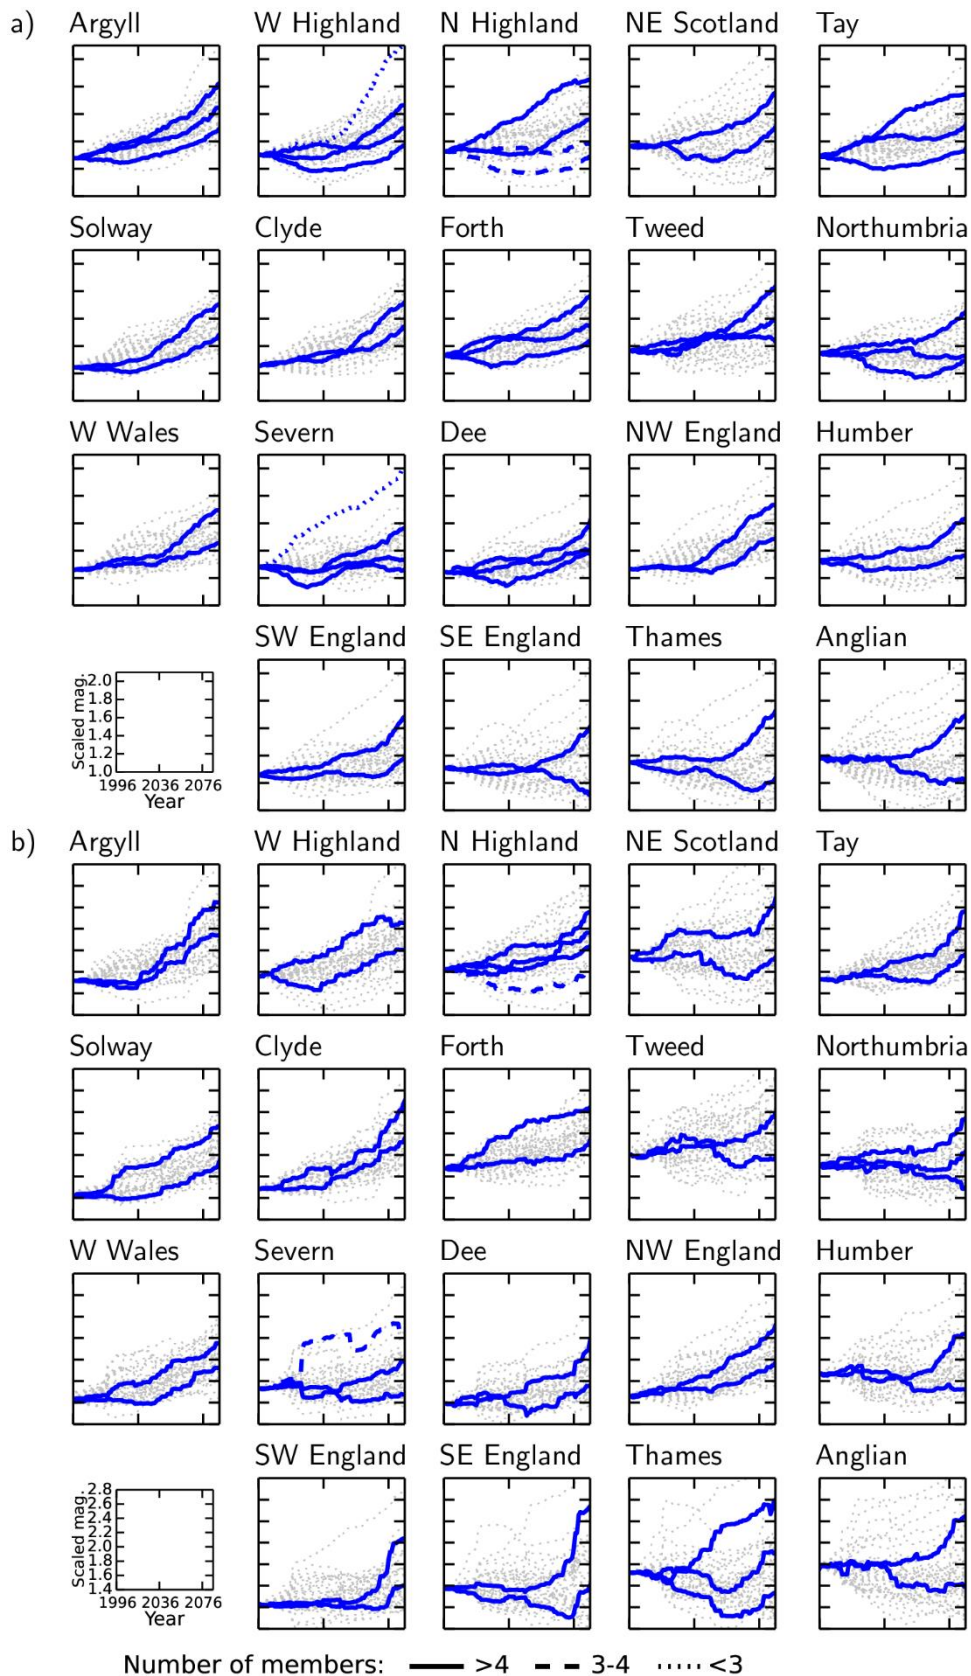 a) Argyll W Highland N Highland NE Scotland Tay
Solway Clyde Forth Tweed Northumbria
W Wales Severn Dee NW England Humber
SW England SE England Thames Anglian
Scaled mag.
2.0
1.8
1.6
1.4
1.2
1.0
1996 2036 2076
Year
b) Argyll W Highland N Highland NE Scotland Tay
Solway Clyde Forth Tweed Northumbria
W Wales Severn Dee NW England Humber
SW England SE England Thames Anglian
Scaled mag.
2.8
2.6
2.4
2.2
2.0
1.8
1.6
1.4
1996 2036 2076
Year
Number of members: >4 3-4 <3